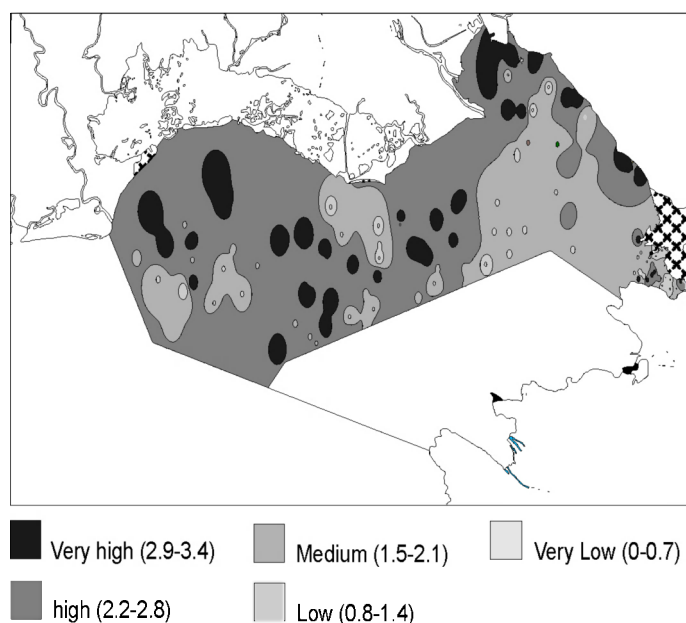 Very high (2.9-3.4)
Medium (1.5-2.1)
Very Low (0-0.7)
high (2.2-2.8)
Low (0.8-1.4)